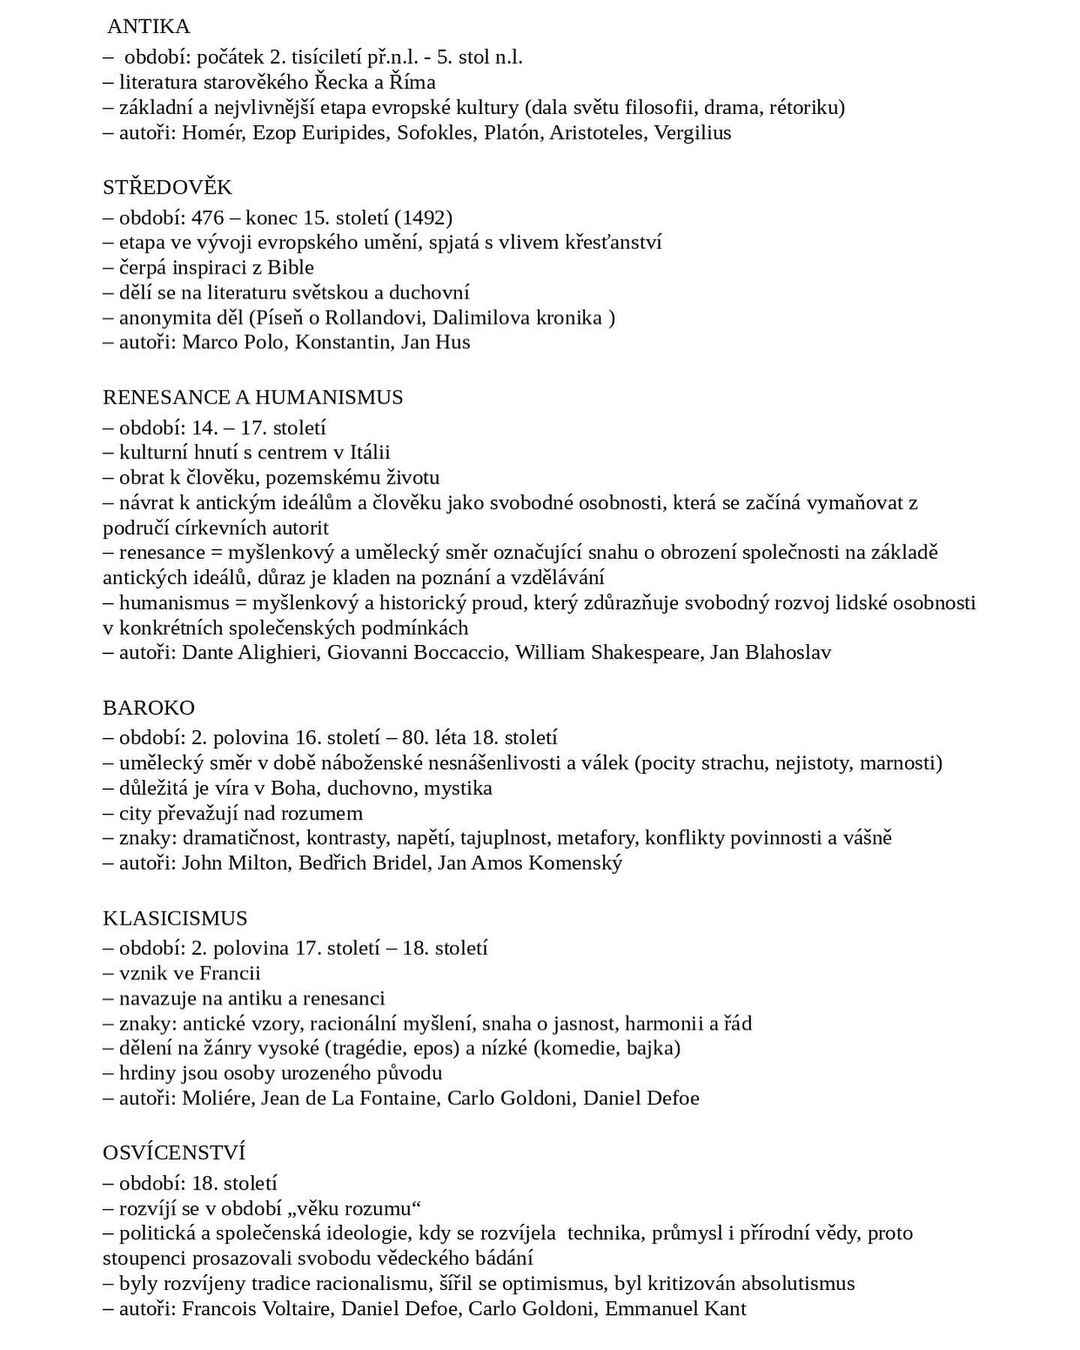 ANTIKA
– období: počátek 2. tisíciletí př.n.l. - 5. stol n.l.
– literatura starověkého Řecka a Říma
– základní a nejvlivnější etapa evropské kultury (dala světu filosofii, drama, rétoriku)
– autoři: Homér, Ezop Euripides, Sofokles, Platón, Aristoteles, Vergilius
STŘEDOVĚK
– období: 476 – konec 15. století (1492)
– etapa ve vývoji evropského umění, spjatá s vlivem křesťanství
– čerpá inspiraci z Bible
– dělí se na literaturu světskou a duchovní
– anonymita děl (Píseň o Rollandovi, Dalimilova kronika )
– autoři: Marco Polo, Konstantin, Jan Hus
RENESANCE A HUMANISMUS
– období: 14. – 17. století
– kulturní hnutí s centrem v Itálii
– obrat k člověku, pozemskému životu
– návrat k antickým ideálům a člověku jako svobodné osobnosti, která se začíná vymaňovat z
područí církevních autorit
– renesance = myšlenkový a umělecký směr označující snahu o obrození společnosti na základě
antických ideálů, důraz je kladen na poznání a vzdělávání
– humanismus = myšlenkový a historický proud, který zdůrazňuje svobodný rozvoj lidské osobnosti
v konkrétních společenských podmínkách
– autoři: Dante Alighieri, Giovanni Boccaccio, William Shakespeare, Jan Blahoslav
BAROKO
– období: 2. polovina 16. století – 80. léta 18. století
– umělecký směr v době náboženské nesnášenlivosti a válek (pocity strachu, nejistoty, marnosti)
– důležitá je víra v Boha, duchovno, mystika
– city převažují nad rozumem
– znaky: dramatičnost, kontrasty, napětí, tajuplnost, metafory, konflikty povinnosti a vášně
– autoři: John Milton, Bedřich Bridel, Jan Amos Komenský
KLASICISMUS
– období: 2. polovina 17. století – 18. století
– vznik ve Francii
– navazuje na antiku a renesanci
– znaky: antické vzory, racionální myšlení, snaha o jasnost, harmonii a řád
– dělení na žánry vysoké (tragédie, epos) a nízké (komedie, bajka)
– hrdiny jsou osoby urozeného původu
– autoři: Moliére, Jean de La Fontaine, Carlo Goldoni, Daniel Defoe
OSVÍCENSTVÍ
– období: 18. století
– rozvíjí se v období „věku rozumu“
– politická a společenská ideologie, kdy se rozvíjela technika, průmysl i přírodní vědy, proto
stoupenci prosazovali svobodu vědeckého bádání
– byly rozvíjeny tradice racionalismu, šířil se optimismus, byl kritizován absolutismus
– autoři: Francois Voltaire, Daniel Defoe, Carlo Goldoni, Emmanuel Kant